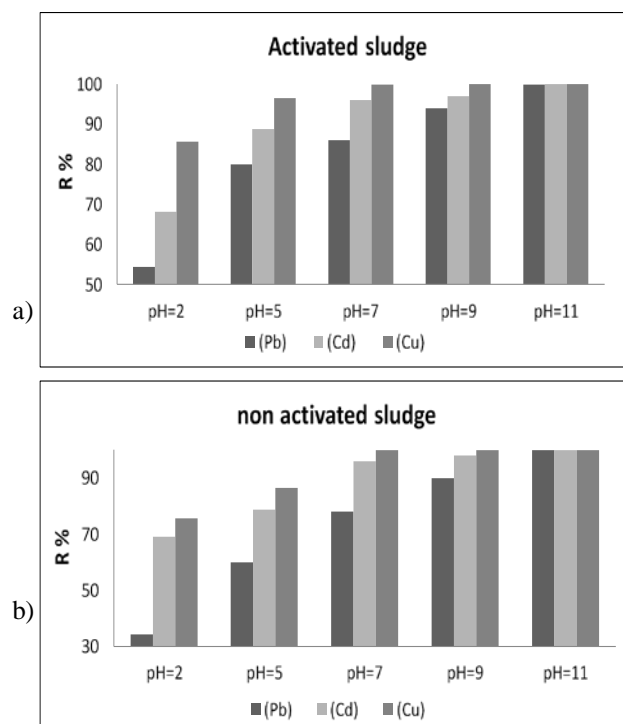 Activated sludge
100
90
80
70
60
50
R %
pH=2 pH=5 pH=7 pH=9 pH=11
(Pb) (Cd) (Cu)
a)
non activated sludge
90
70
50
30
R %
pH=2 pH=5 pH=7 pH=9 pH=11
(Pb) (Cd) (Cu)
b)